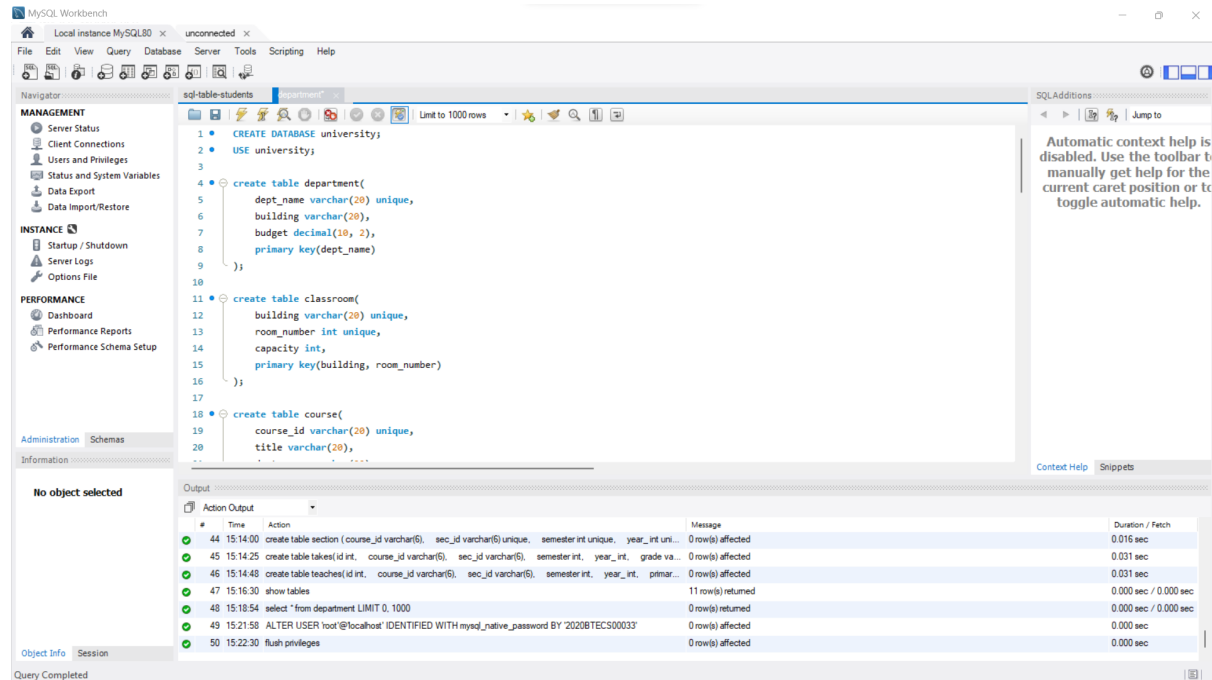 MySQL Workbench
Local instance MySQL80 × unconnected ×
File Edit View Query Database Server Tools Scripting Help
Navigator
MANAGEMENT
Server Status
Client Connections
Users and Privileges
Status and System Variables
Data Export
Data Import/Restore
INSTANCE
Startup / Shutdown
Server Logs
Options File
PERFORMANCE
Dashboard
Performance Reports
Performance Schema Setup
Administration Schemas
Information
No object selected
Object Info Session
sql-table-students department* ×
Limit to 1000 rows
1 CREATE DATABASE university;
2 USE university;
3
4 create table department(
5 dept_name varchar(20) unique,
6 building varchar(20),
7 budget decimal(10, 2),
8 primary key(dept_name)
9 );
10
11 create table classroom(
12 building varchar(20) unique,
13 room_number int unique,
14 capacity int,
15 primary key(building, room_number)
16 );
17
18 create table course(
19 course_id varchar(20) unique,
20 title varchar(20),
SQLAdditions
Jump to
Automatic context help is
disabled. Use the toolbar
manually get help for the
current caret position or
toggle automatic help.
Context Help Snippets
Output
Action Output
# Time Action Message Duration / Fetch
44 15:14:00 create table section ( course_id varchar(6), sec_id varchar(6) unique, semester int unique, year_ int uni... 0 row(s) affected 0.016 sec
45 15:14:25 create table takes( id int, course_id varchar(6), sec_id varchar(6), semester int, year_ int, grade va... 0 row(s) affected 0.031 sec
46 15:14:48 create table teaches( id int, course_id varchar(6), sec_id varchar(6), semester int, year_ int, primar... 0 row(s) affected 0.031 sec
47 15:16:30 show tables 11 row(s) returned 0.000 sec / 0.000 sec
48 15:18:54 select * from department LIMIT 0, 1000 0 row(s) returned 0.000 sec / 0.000 sec
49 15:21:58 ALTER USER 'root'@'localhost' IDENTIFIED WITH mysql_native_password BY '2020BTECS00033' 0 row(s) affected 0.000 sec
50 15:22:30 flush privileges 0 row(s) affected 0.000 sec
Query Completed